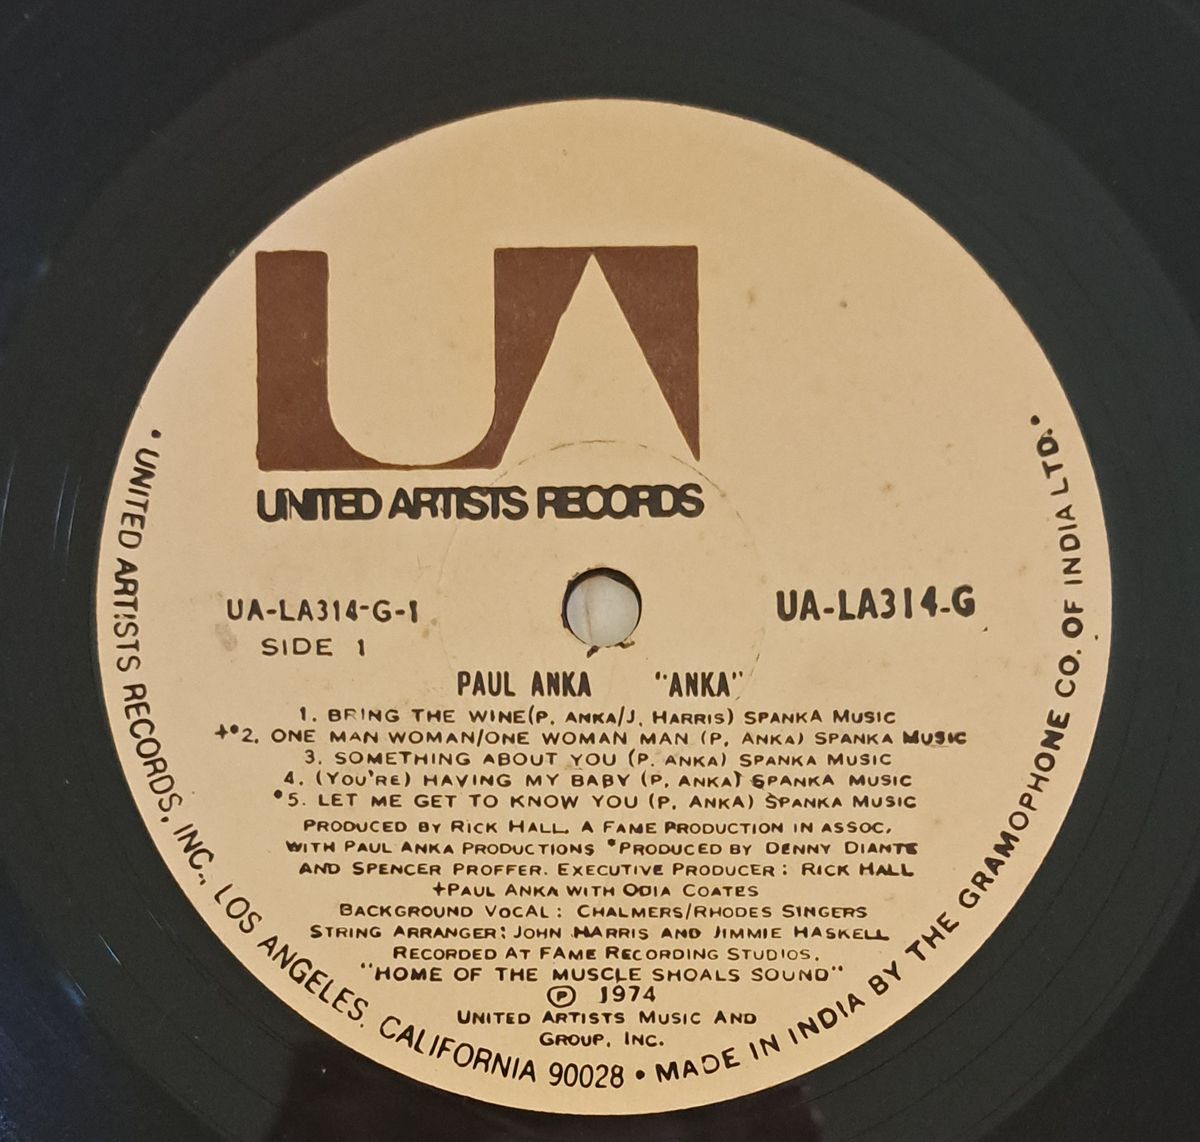 UA
UNITED ARTISTS RECORDS
UA-LA314-G-1
SIDE 1
UA-LA314-G
PAUL ANKA "ANKA"
1. BRING THE WINE(P. ANKA/J. HARRIS) SPANKA MUSIC
+•2. ONE MAN WOMAN/ONE WOMAN MAN (P. ANKA) SPANKA MUSIC
3. SOMETHING ABOUT YOU (P. ANKA) SPANKA MUSIC
4. (YOU'RE) HAVING MY BABY (P. ANKA) SPANKA MUSIC
•5. LET ME GET TO KNOW YOU (P. ANKA) SPANKA MUSIC
PRODUCED BY RICK HALL. A FAME PRODUCTION IN ASSOC.
WITH PAUL ANKA PRODUCTIONS •PRODUCED BY DENNY DIANTE
AND SPENCER PROFFER. EXECUTIVE PRODUCER: RICK HALL
+PAUL ANKA WITH ODIA COATES
BACKGROUND VOCAL: CHALMERS/RHODES SINGERS
STRING ARRANGER: JOHN HARRIS AND JIMMIE HASKELL
RECORDED AT FAME RECORDING STUDIOS.
"HOME OF THE MUSCLE SHOALS SOUND"
℗ 1974
UNITED ARTISTS MUSIC AND
GROUP, INC.
• UNITED ARTISTS RECORDS, INC., LOS ANGELES. CALIFORNIA 90028 • MADE IN INDIA BY THE GRAMOPHONE CO. OF INDIA LTD. •